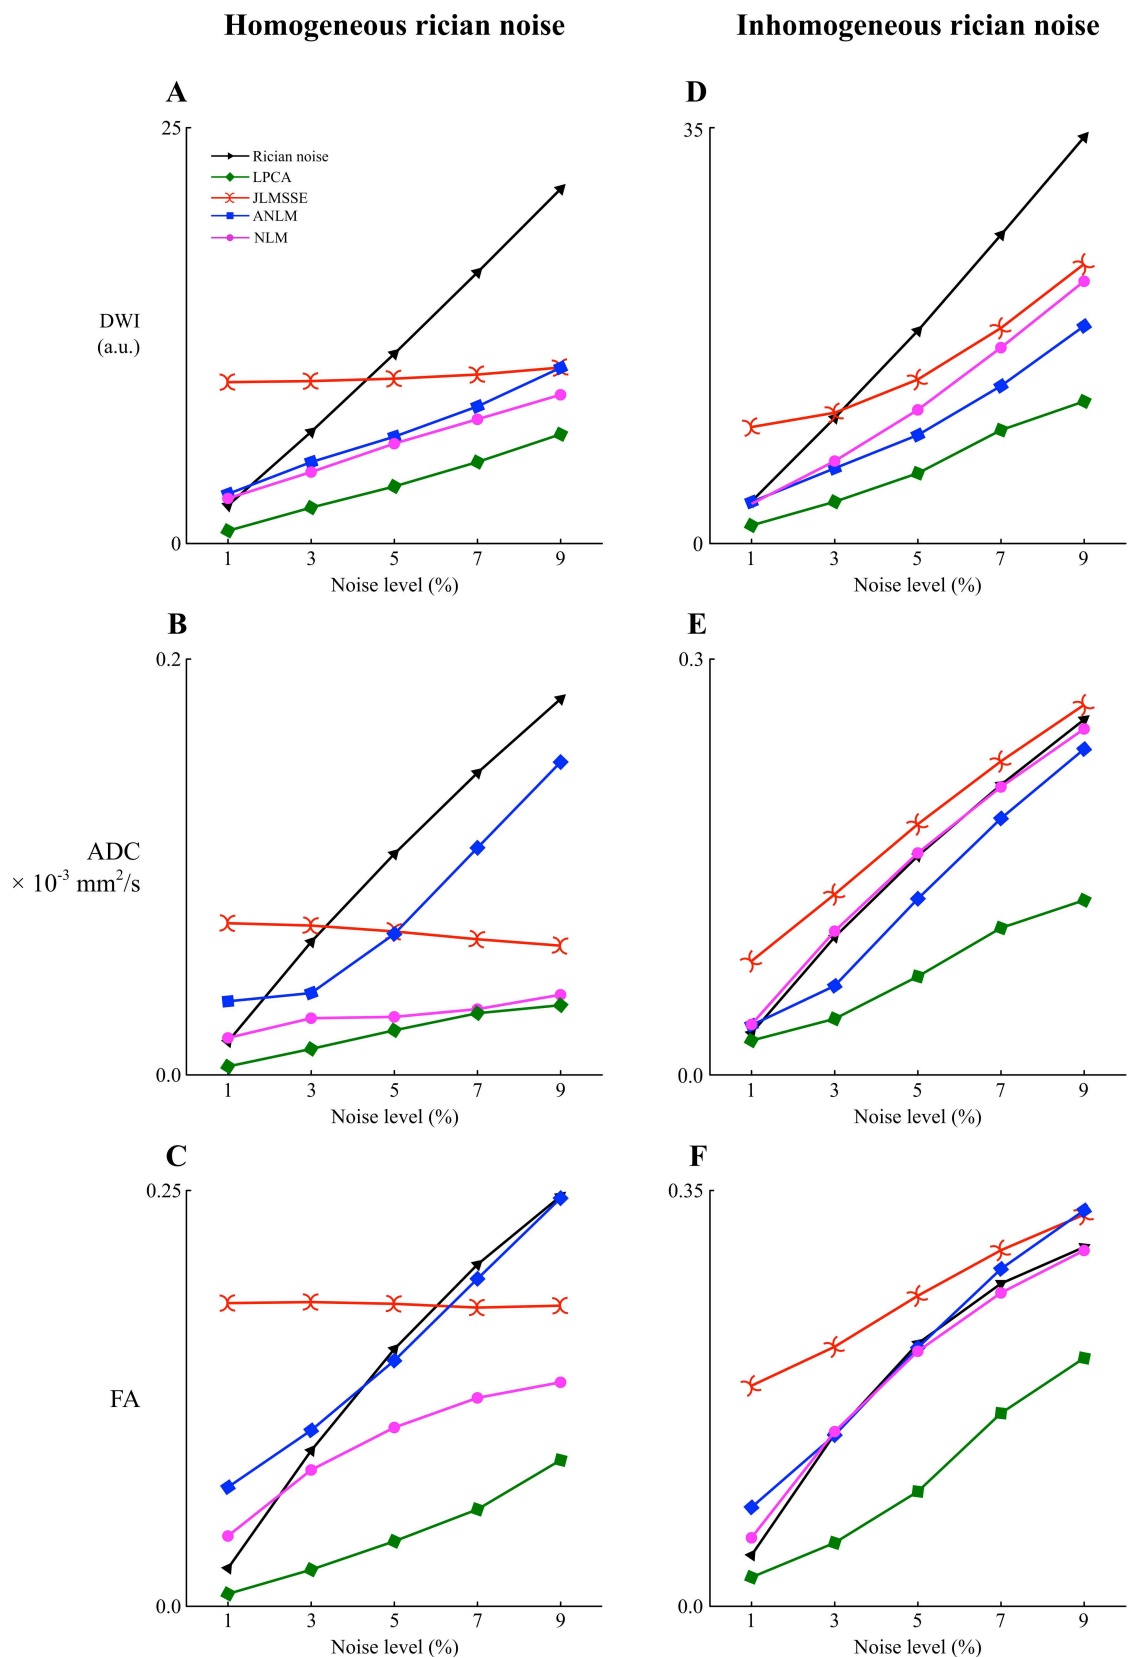 Homogeneous rician noise
Inhomogeneous rician noise
A
25
Rician noise
LPCA
JLMSSE
ANLM
NLM
DWI
(a.u.)
0
1 3 5 7 9
Noise level (%)
D
35
0
1 3 5 7 9
Noise level (%)
B
0.2
ADC
× 10⁻³ mm²/s
0.0
1 3 5 7 9
Noise level (%)
E
0.3
0.0
1 3 5 7 9
Noise level (%)
C
0.25
FA
0.0
1 3 5 7 9
Noise level (%)
F
0.35
0.0
1 3 5 7 9
Noise level (%)